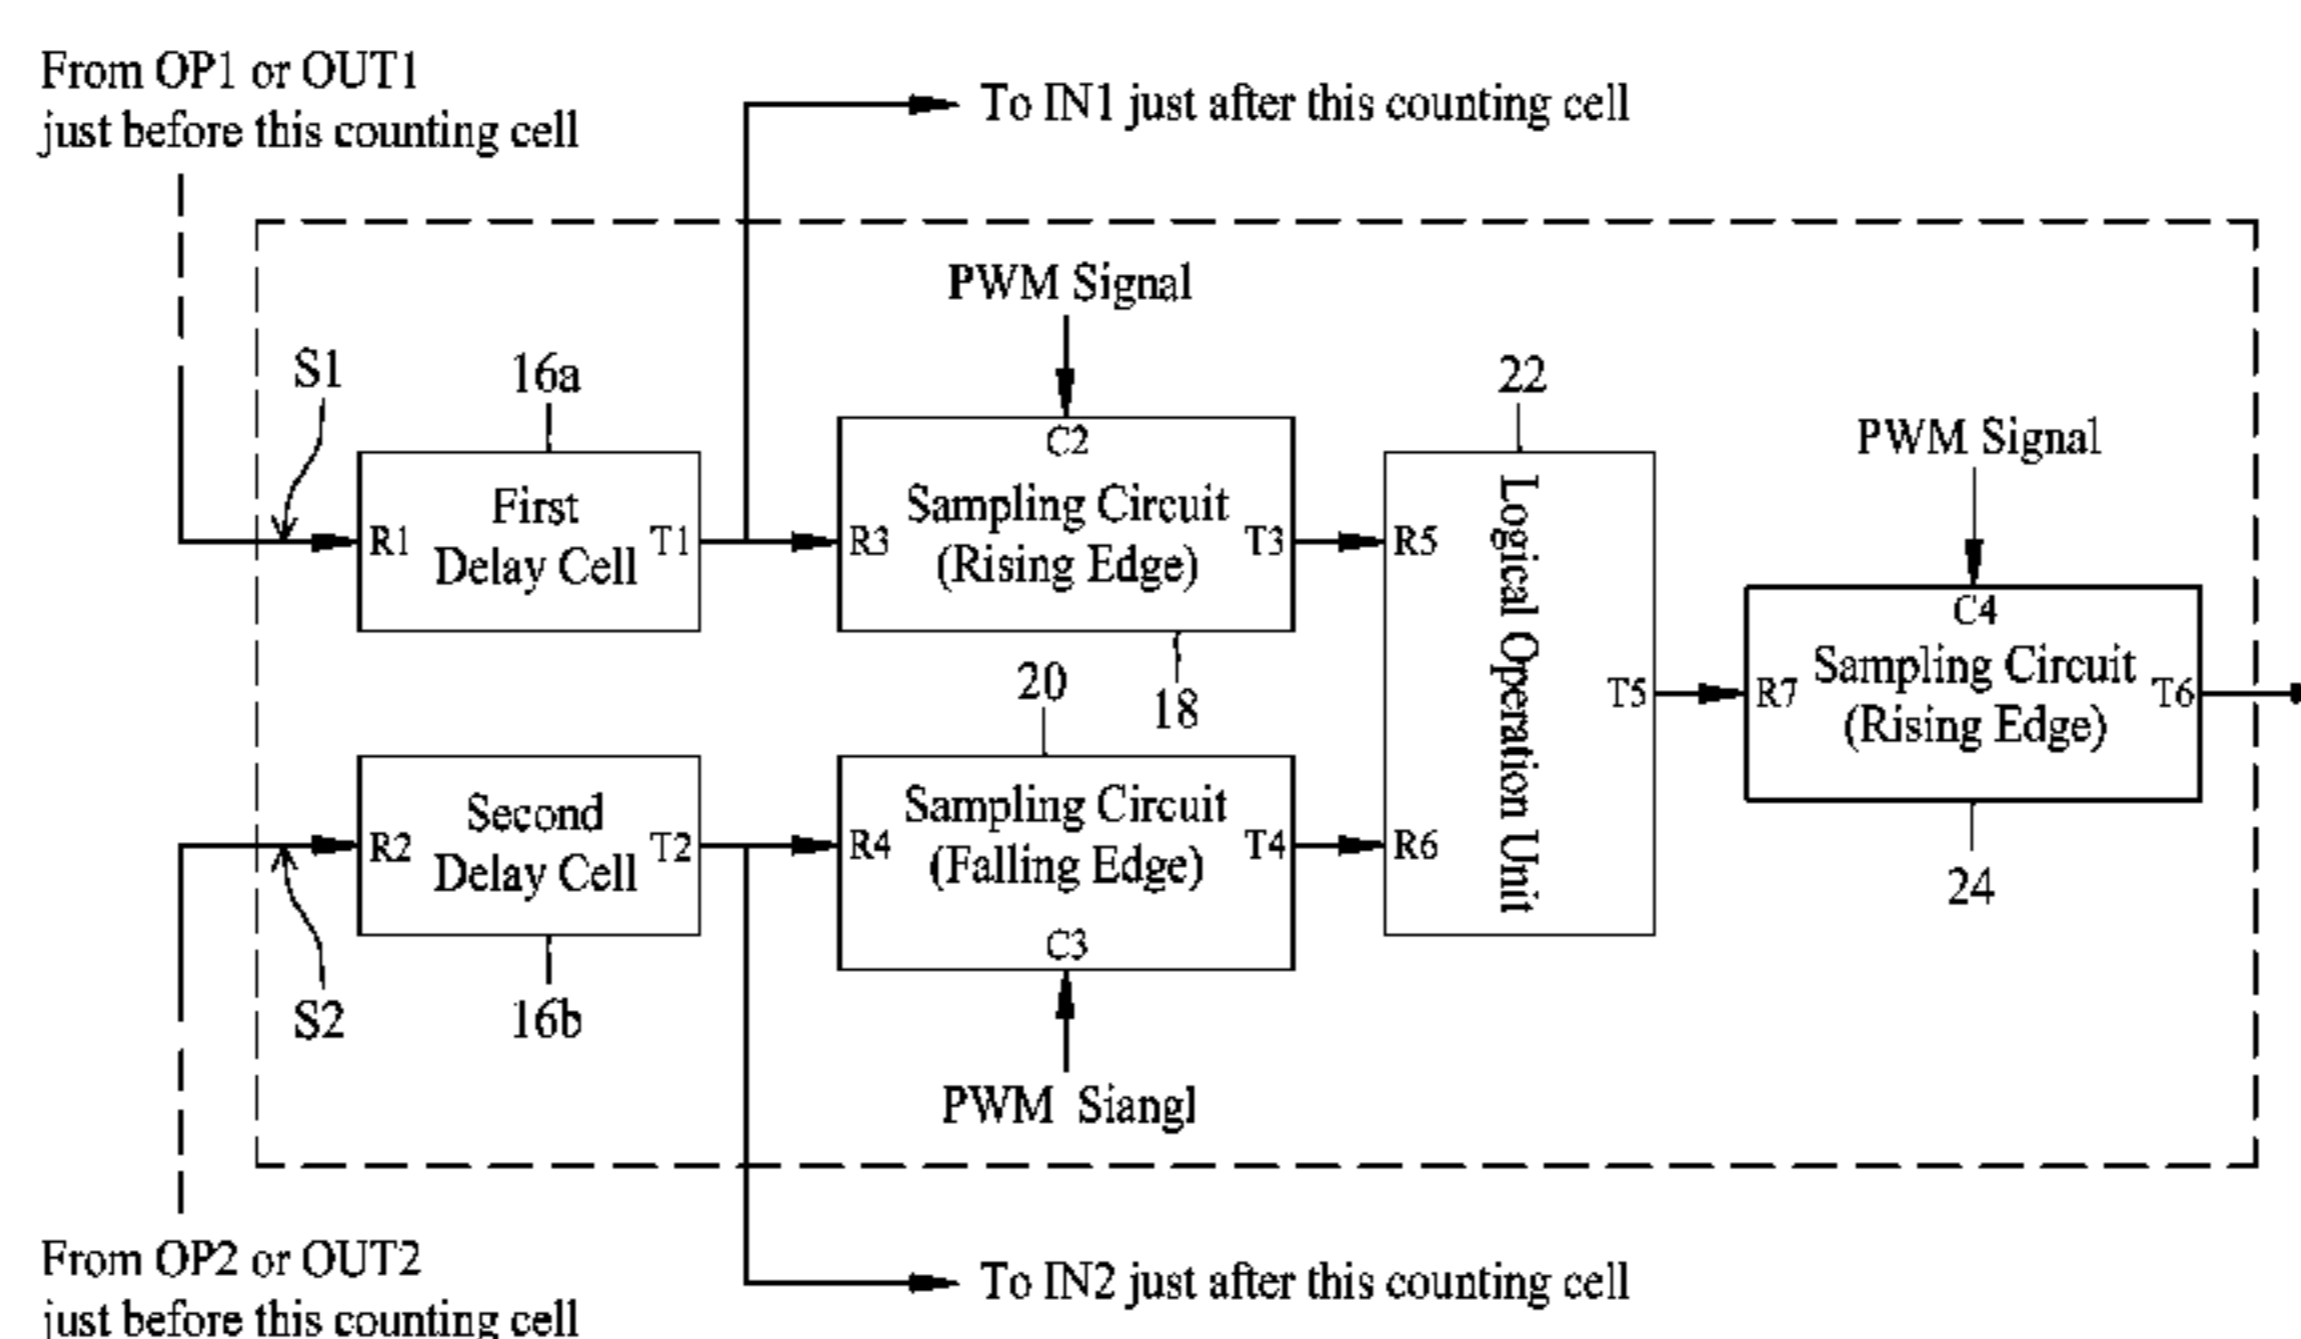 From OP1 or OUT1
just before this counting cell
To IN1 just after this counting cell
PWM Signal
S1
16a
22
PWM Signal
R1
First
Delay Cell
T1
C2
R3
Sampling Circuit
(Rising Edge)
T3
R5
Logical Operation Unit
T5
20
18
C4
R7
Sampling Circuit
(Rising Edge)
T6
R2
Second
Delay Cell
T2
R4
Sampling Circuit
(Falling Edge)
T4
C3
R6
24
S2
16b
PWM Siangl
From OP2 or OUT2
just before this counting cell
To IN2 just after this counting cell